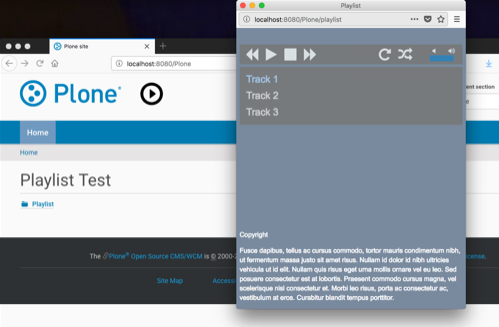 Playlist
localhost:8080/Plone/playlist
Plone site
localhost:8080/Plone
Plone
Track 1
Track 2
Track 3
Home
Home
Playlist Test
Playlist
ent section
The Plone® Open Source CMS/WCM is © 2000-2
icense.
Site Map
Access
Copyright
Fusce dapibus, tellus ac cursus commodo, tortor mauris condimentum nibh,
ut fermentum massa justo sit amet risus. Nullam id dolor id nibh ultricies
vehicula ut id elit. Nullam quis risus eget urna mollis ornare vel eu leo. Sed
posuere consectetur est at lobortis. Praesent commodo cursus magna, vel
scelerisque nisl consectetur et. Morbi leo risus, porta ac consectetur ac,
vestibulum at eros. Curabitur blandit tempus porttitor.